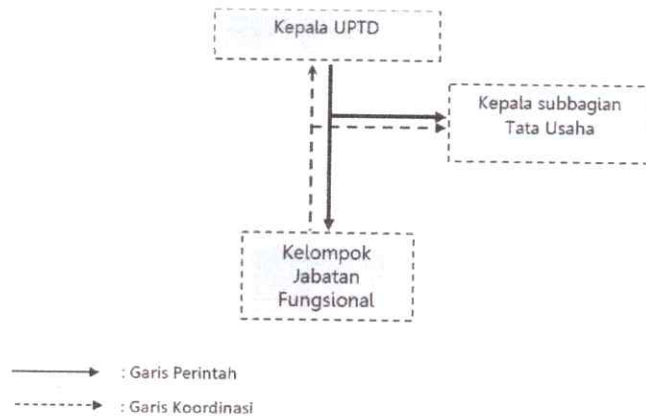 Kepala UPTD
Kepala subbagian
Tata Usaha
Kelompok
Jabatan
Fungsional
: Garis Perintah
: Garis Koordinasi